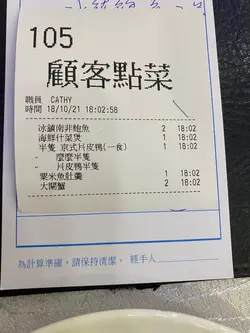 105
顧客點菜
職員 CATHY
時間 18/10/21 18:02:58
冰鎮南非鮑魚 2 18:02
海鮮什菜煲 1 18:02
半隻 京式片皮鴨(一食) 1 18:02
- 麼麼半隻
- 片皮鴨半隻
粟米魚肚羹 1 18:02
大閘蟹 2 18:02
為計算準確,請保持清潔。 經手人